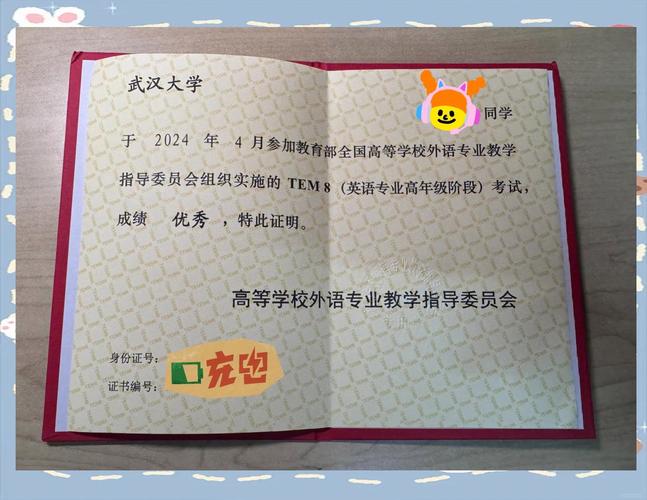 武汉大学
同学
于 2024 年 4 月参加教育部全国高等学校外语专业教学
指导委员会组织实施的 TEM 8（英语专业高年级阶段）考试，
成绩 优秀 ，特此证明。
高等学校外语专业教学指导委员会
身份证号：
证书编号：
充电